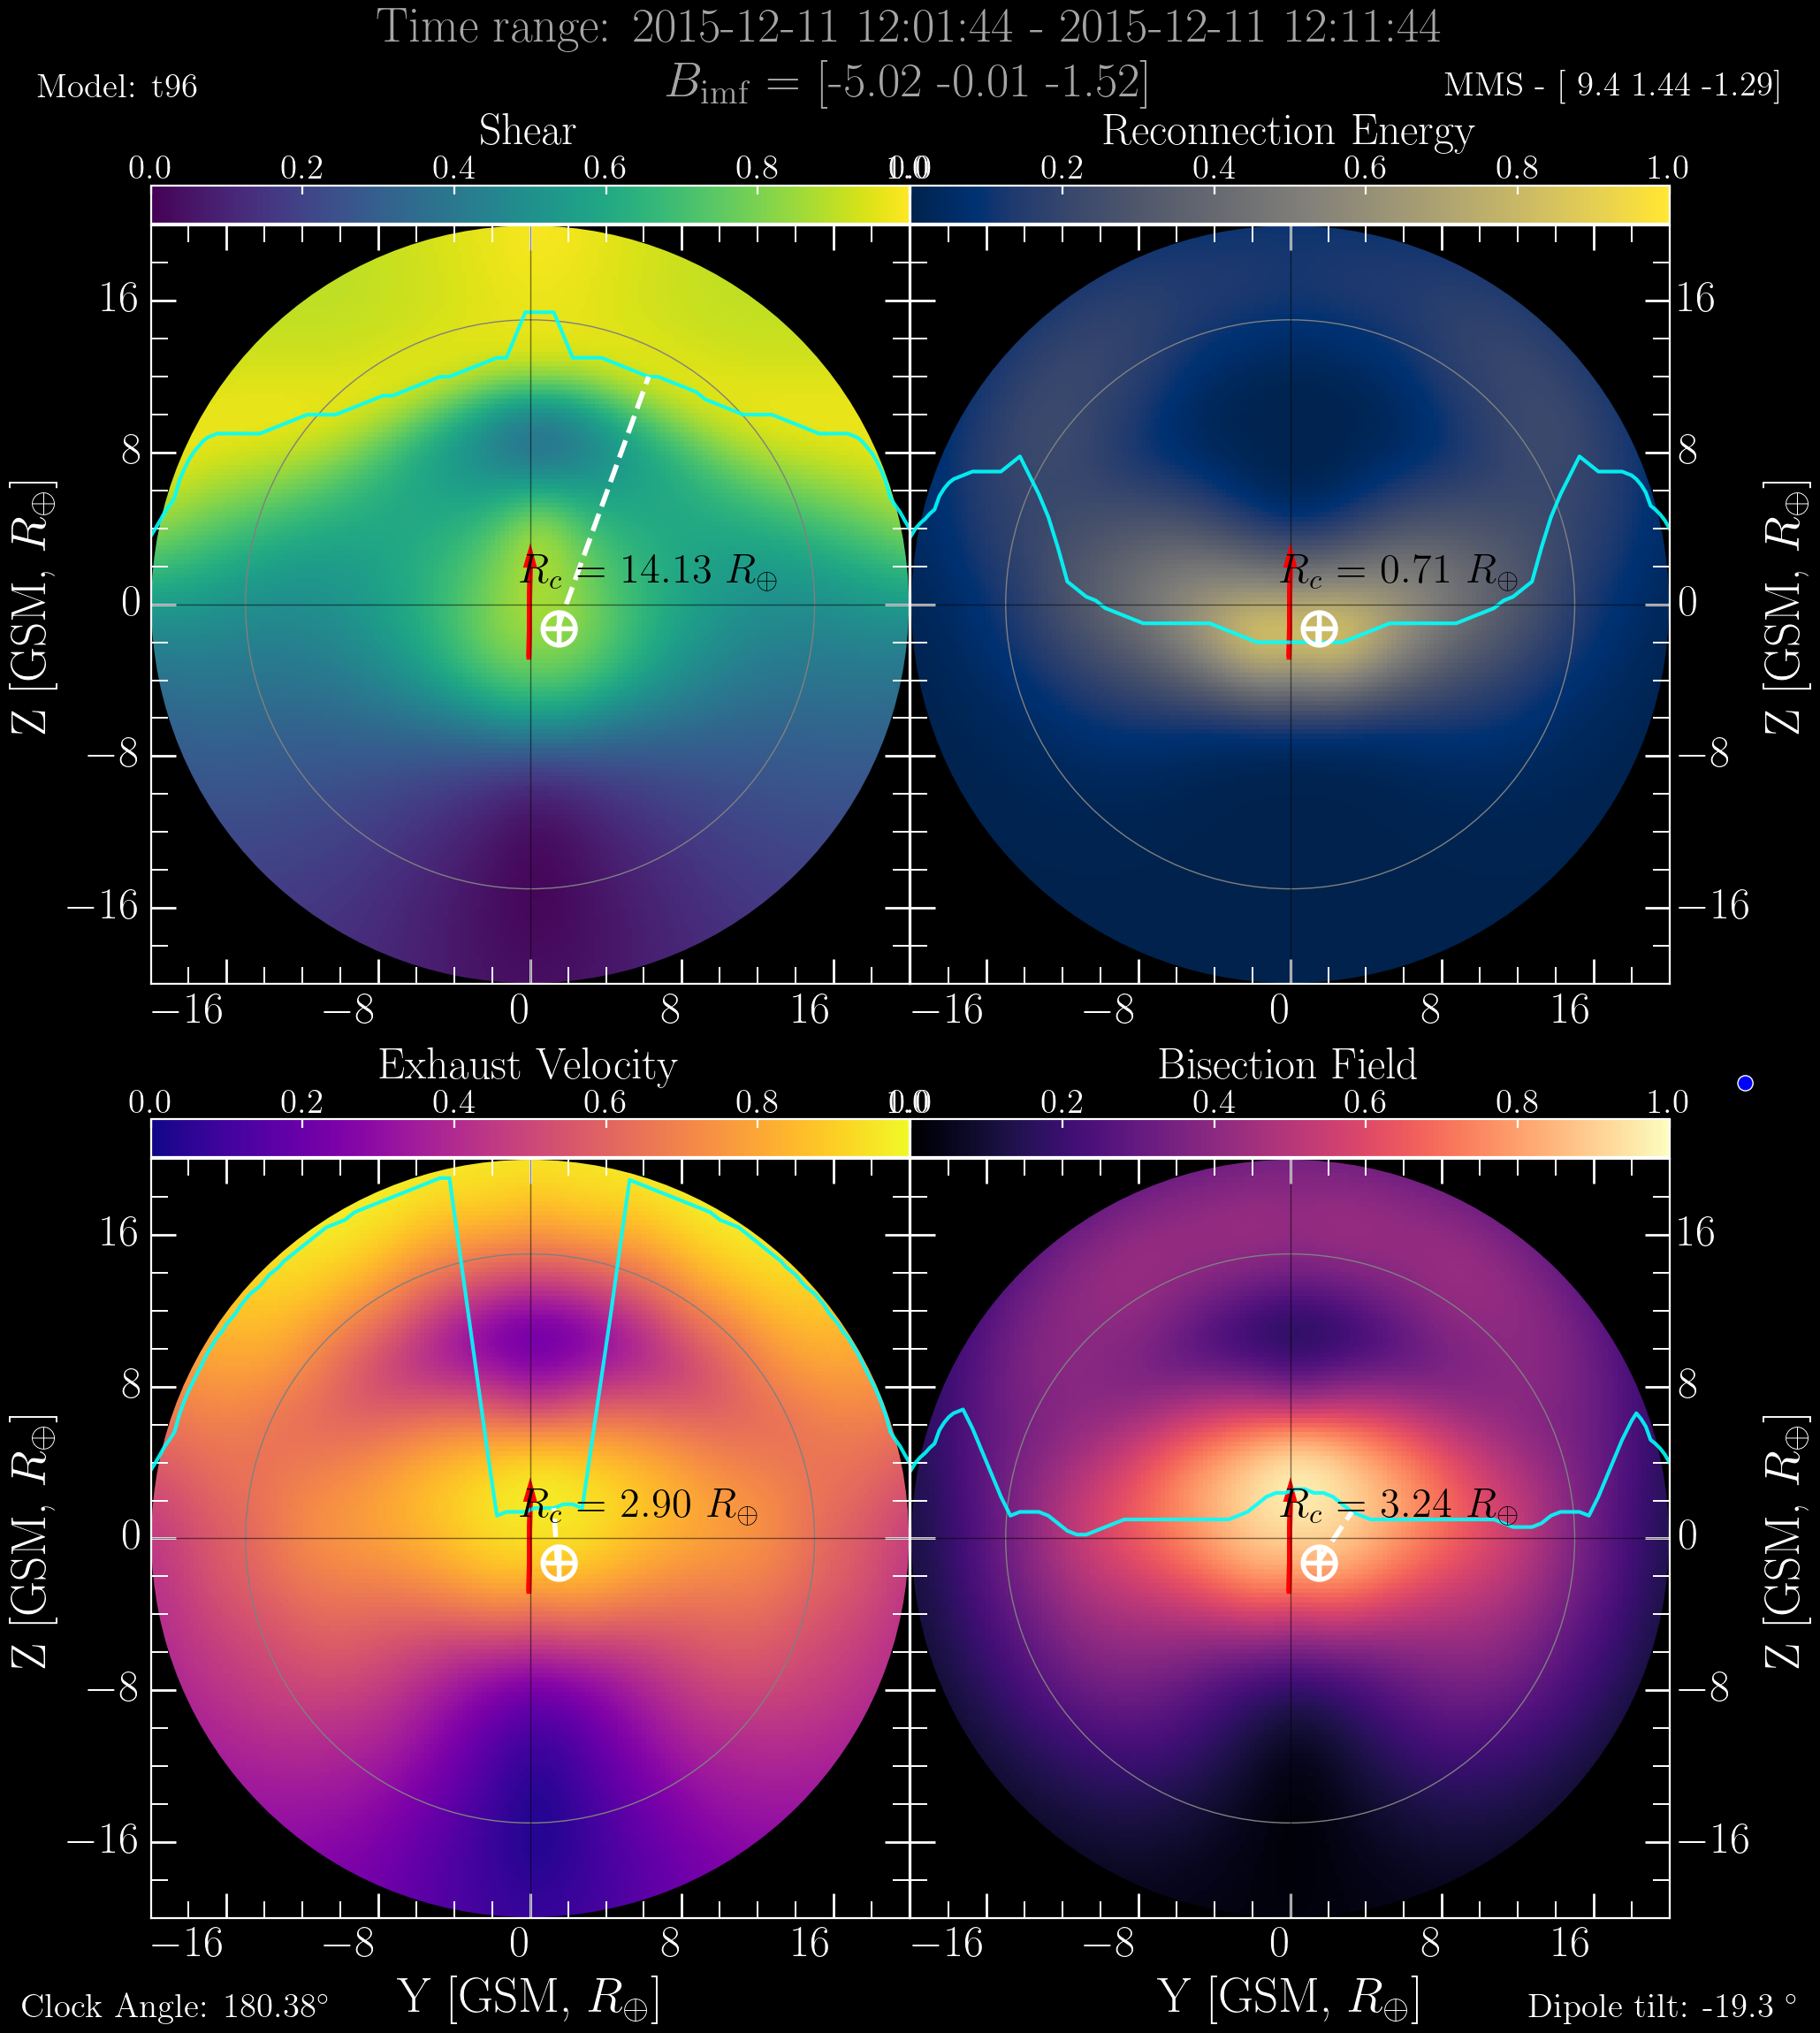 Time range: 2015-12-11 12:01:44 - 2015-12-11 12:11:44
Model: t96
B_imf = [-5.02 -0.01 -1.52]
MMS - [ 9.4 1.44 -1.29]
Shear
Reconnection Energy
0.0 0.2 0.4 0.6 0.8 1.0
0.0 0.2 0.4 0.6 0.8 1.0
16
8
0
−8
−16
Z [GSM, R⊕]
R_c = 14.13 R⊕
R_c = 0.71 R⊕
16
8
0
−8
−16
Z [GSM, R⊕]
−16 −8 0 8 16
−16 −8 0 8 16
Exhaust Velocity
Bisection Field
0.0 0.2 0.4 0.6 0.8 1.0
0.0 0.2 0.4 0.6 0.8 1.0
16
8
0
−8
−16
Z [GSM, R⊕]
R_c = 2.90 R⊕
R_c = 3.24 R⊕
16
8
0
−8
−16
Z [GSM, R⊕]
−16 −8 0 8 16
−16 −8 0 8 16
Y [GSM, R⊕]
Y [GSM, R⊕]
Clock Angle: 180.38°
Dipole tilt: -19.3 °